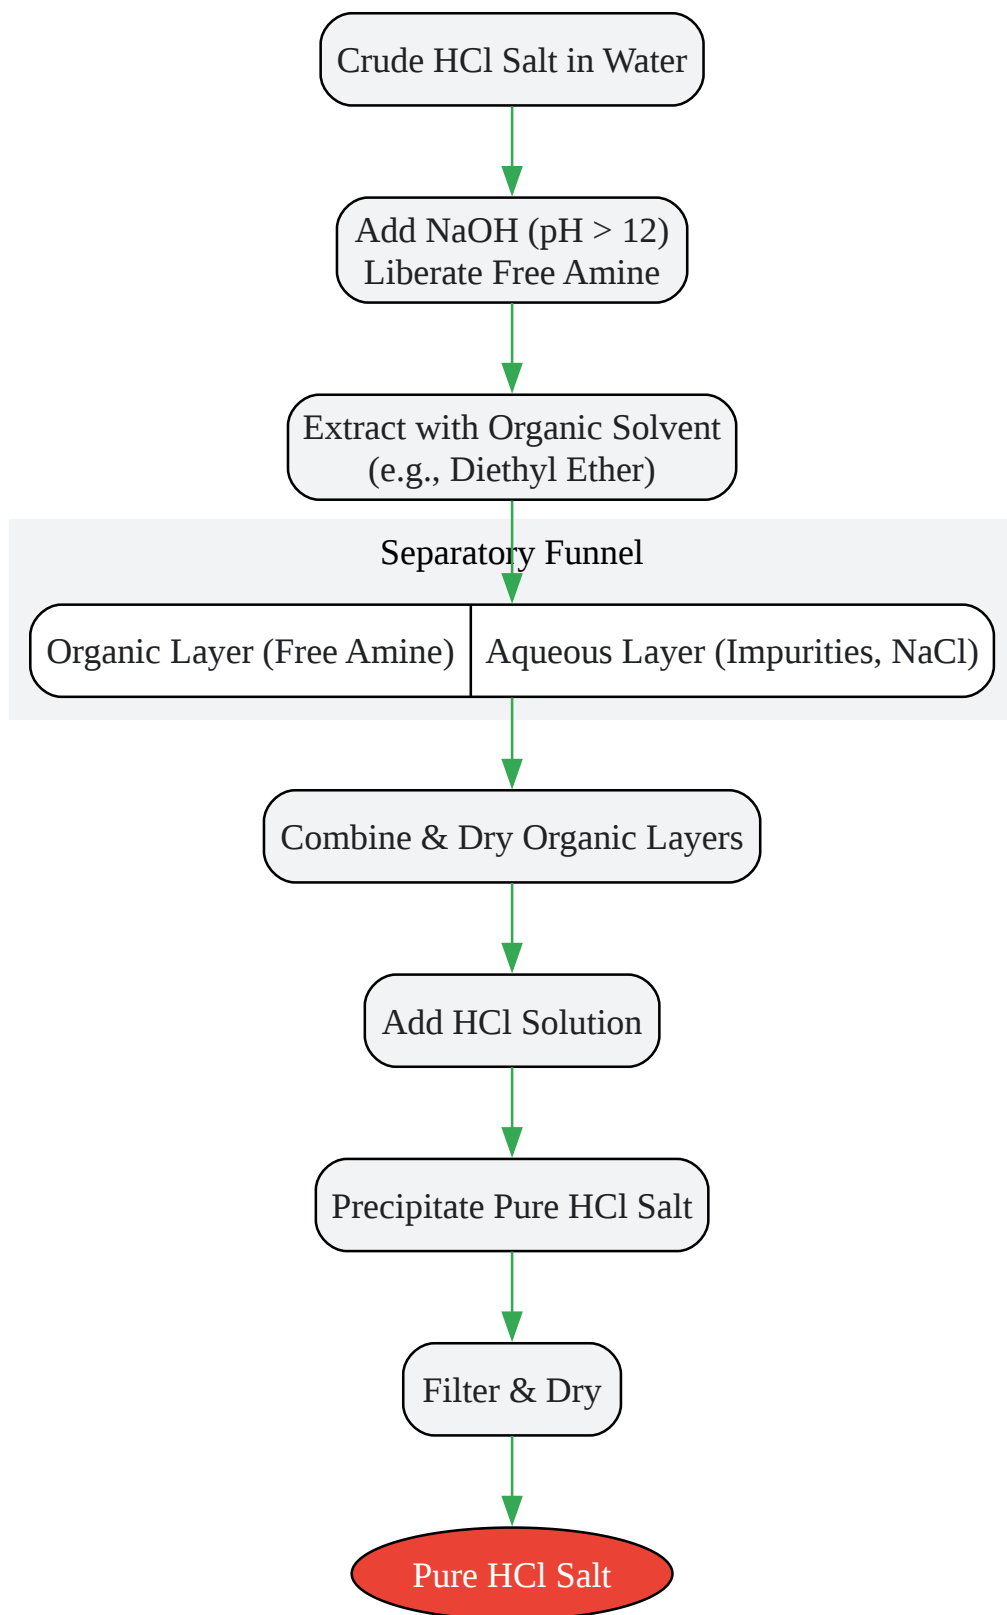 Crude HCl Salt in Water
Add NaOH (pH > 12)
Liberate Free Amine
Extract with Organic Solvent
(e.g., Diethyl Ether)
Separatory Funnel
Organic Layer (Free Amine)
Aqueous Layer (Impurities, NaCl)
Combine & Dry Organic Layers
Add HCl Solution
Precipitate Pure HCl Salt
Filter & Dry
Pure HCl Salt